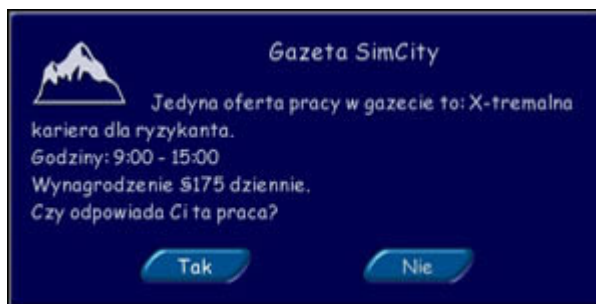 Gazeta SimCity
Jedyna oferta pracy w gazecie to: X-tremalna
kariera dla ryzykanta.
Godziny: 9:00 - 15:00
Wynagrodzenie §175 dziennie.
Czy odpowiada Ci ta praca?
Tak
Nie